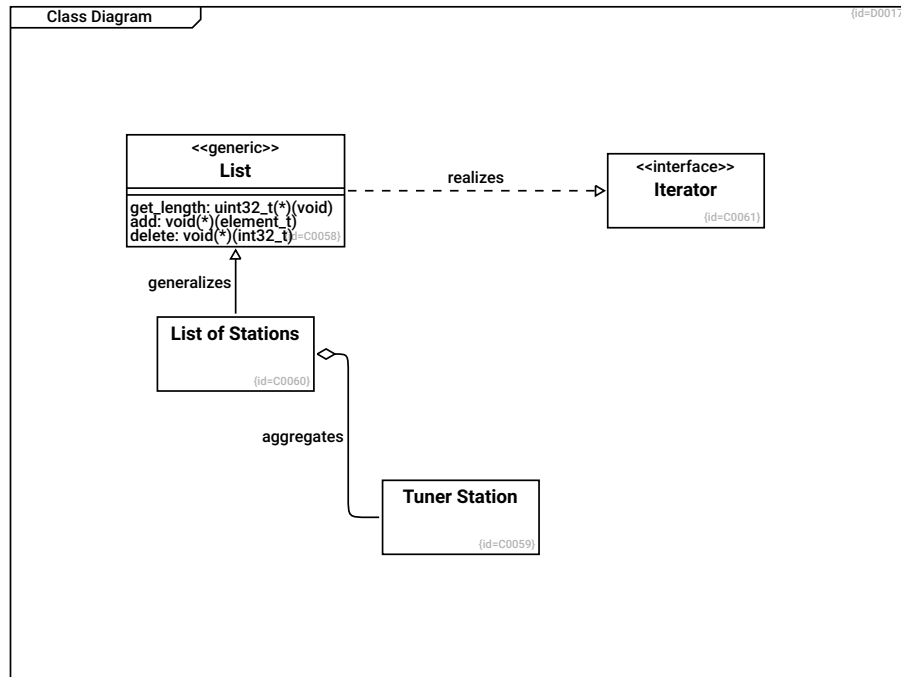 Class Diagram
{id=D0017
<<generic>>
List
get_length: uint32_t(*)(void)
add: void(*)(element_t)
delete: void(*)(int32_t)
d=C0058}
realizes
<<interface>>
Iterator
{id=C0061}
generalizes
List of Stations
{id=C0060}
aggregates
Tuner Station
{id=C0059}